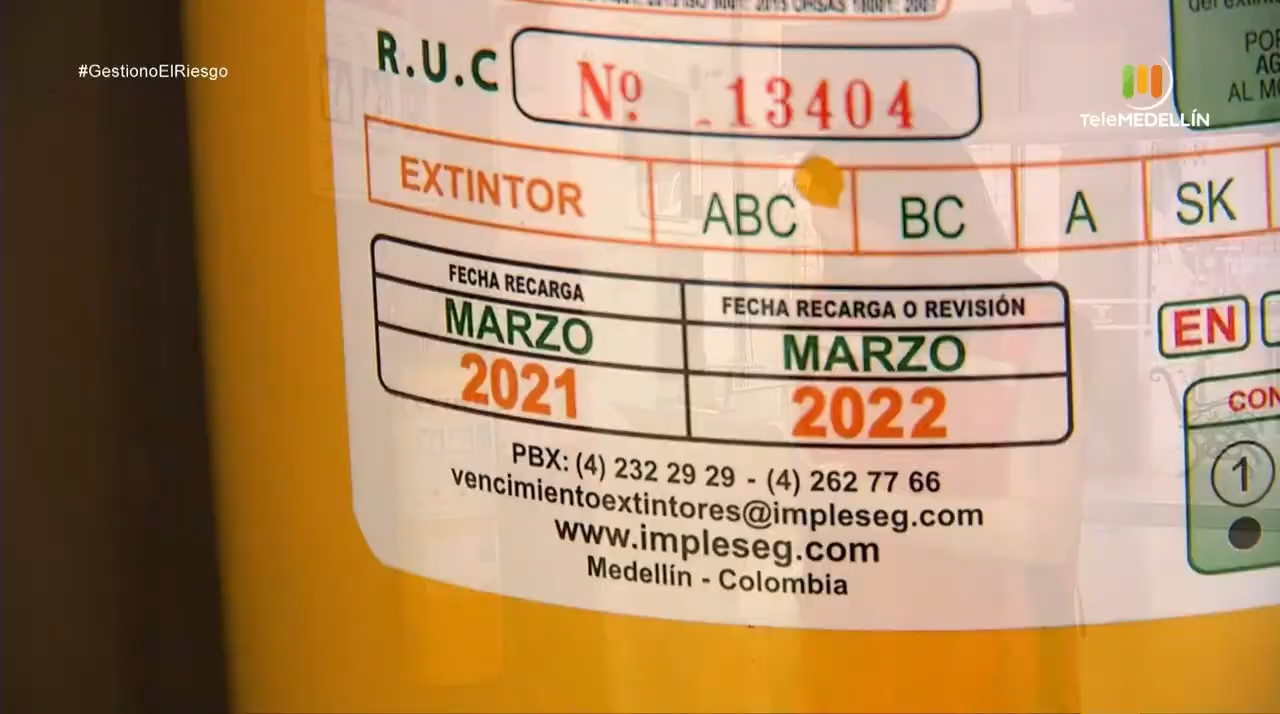 #GestionoElRiesgo
TeleMEDELLÍN
R.U.C Nº 13404
EXTINTOR ABC BC A SK
FECHA RECARGA FECHA RECARGA O REVISIÓN
MARZO MARZO
2021 2022
EN
1
PBX: (4) 232 29 29 - (4) 262 77 66
vencimientoextintores@impleseg.com
www.impleseg.com
Medellín - Colombia